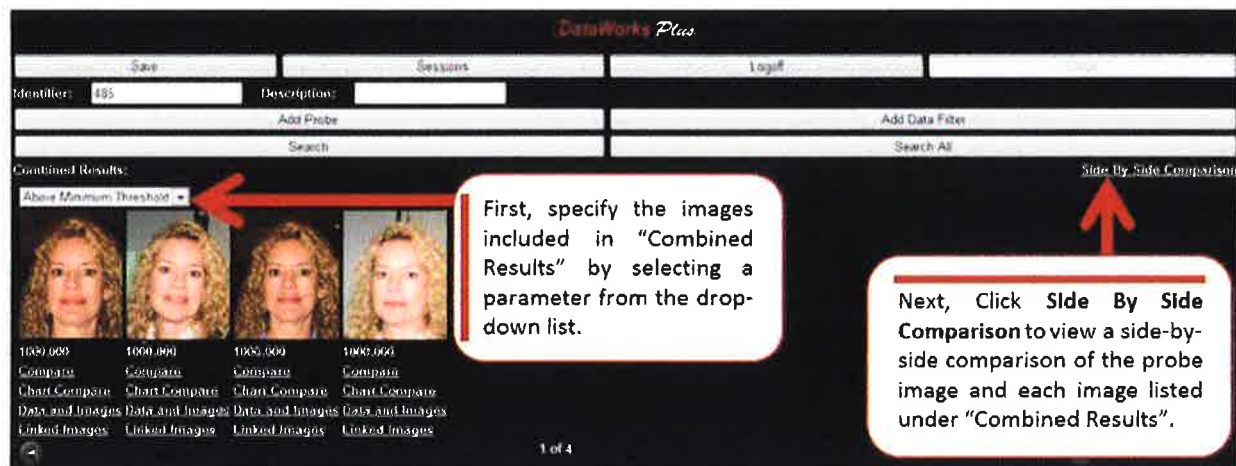 DataWorks Plus
Save Sessions Logoff
Identifier: 485 Description:
Add Probe Add Data Filter
Search Search All
Combined Results: Side By Side Comparison
Above Minimum Threshold
First, specify the images
included in "Combined
Results" by selecting a
parameter from the drop-
down list.
Next, Click Side By Side
Comparison to view a side-by-
side comparison of the probe
image and each image listed
under "Combined Results".
1000.000 1000.000 1000.000 1000.000
Compare Compare Compare Compare
Chart Compare Chart Compare Chart Compare Chart Compare
Data and Images Data and Images Data and Images Data and Images
Linked Images Linked Images Linked Images Linked Images
1 of 4